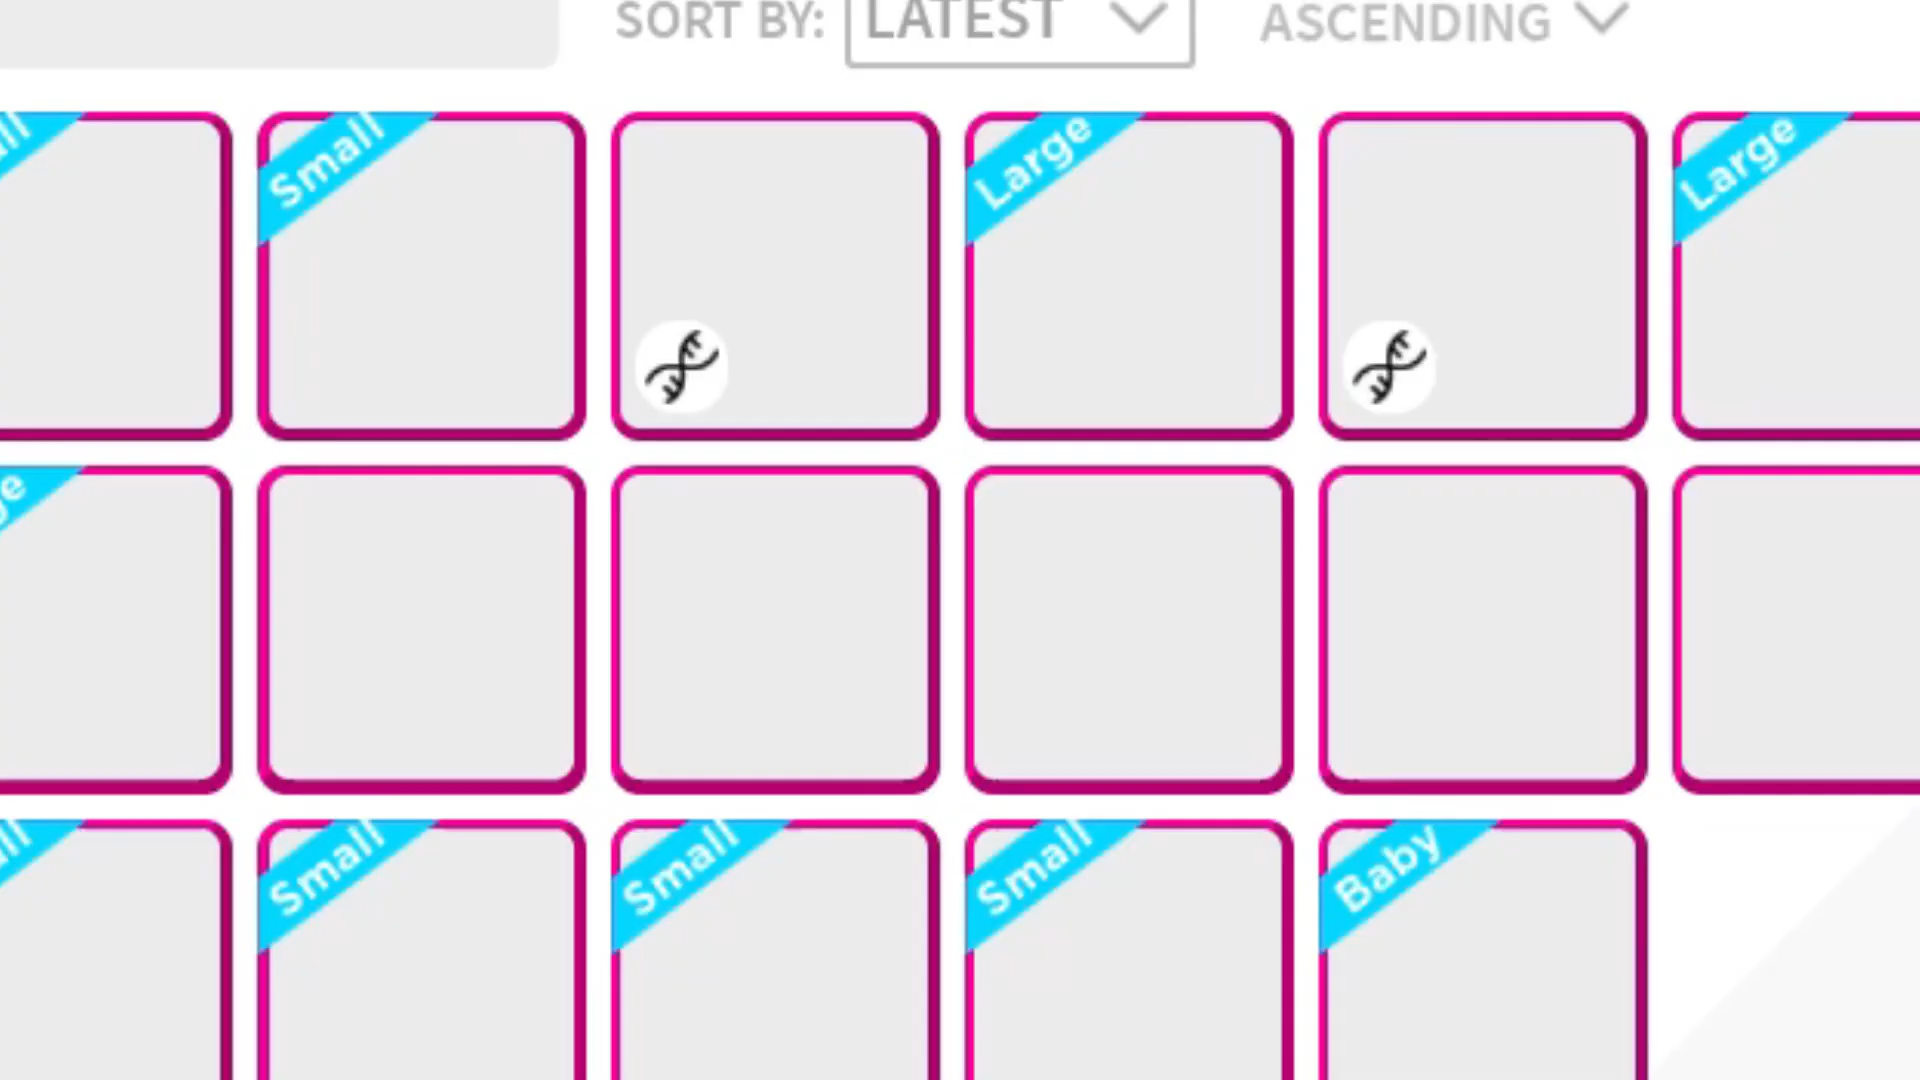 SORT BY: LATEST ASCENDING
Small Large Large
Small Small Small Baby